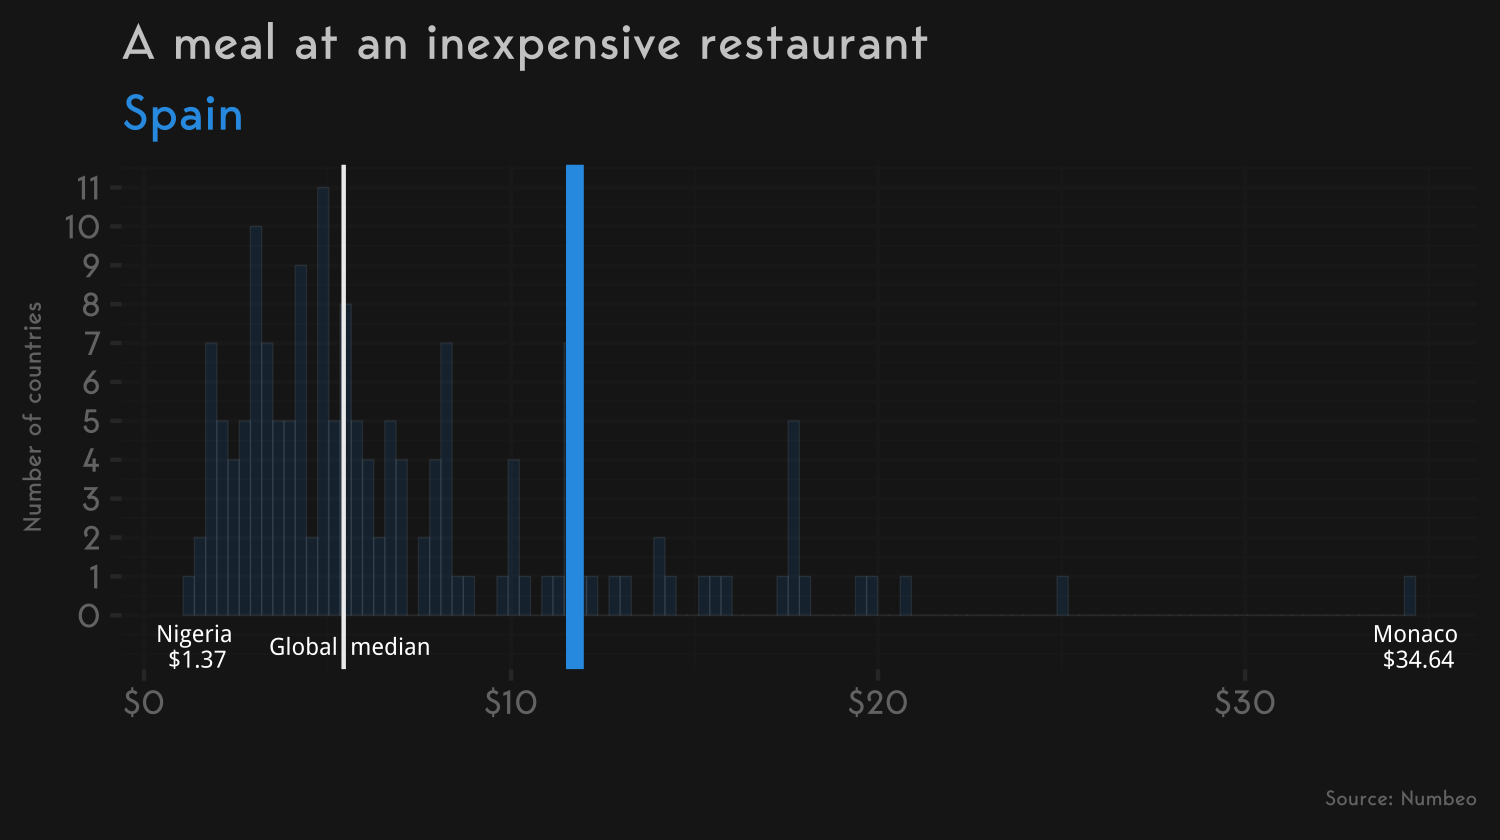 A meal at an inexpensive restaurant
Spain
Number of countries
11
10
9
8
7
6
5
4
3
2
1
0
Nigeria
$1.37
Global median
Monaco
$34.64
$0 $10 $20 $30
Source: Numbeo